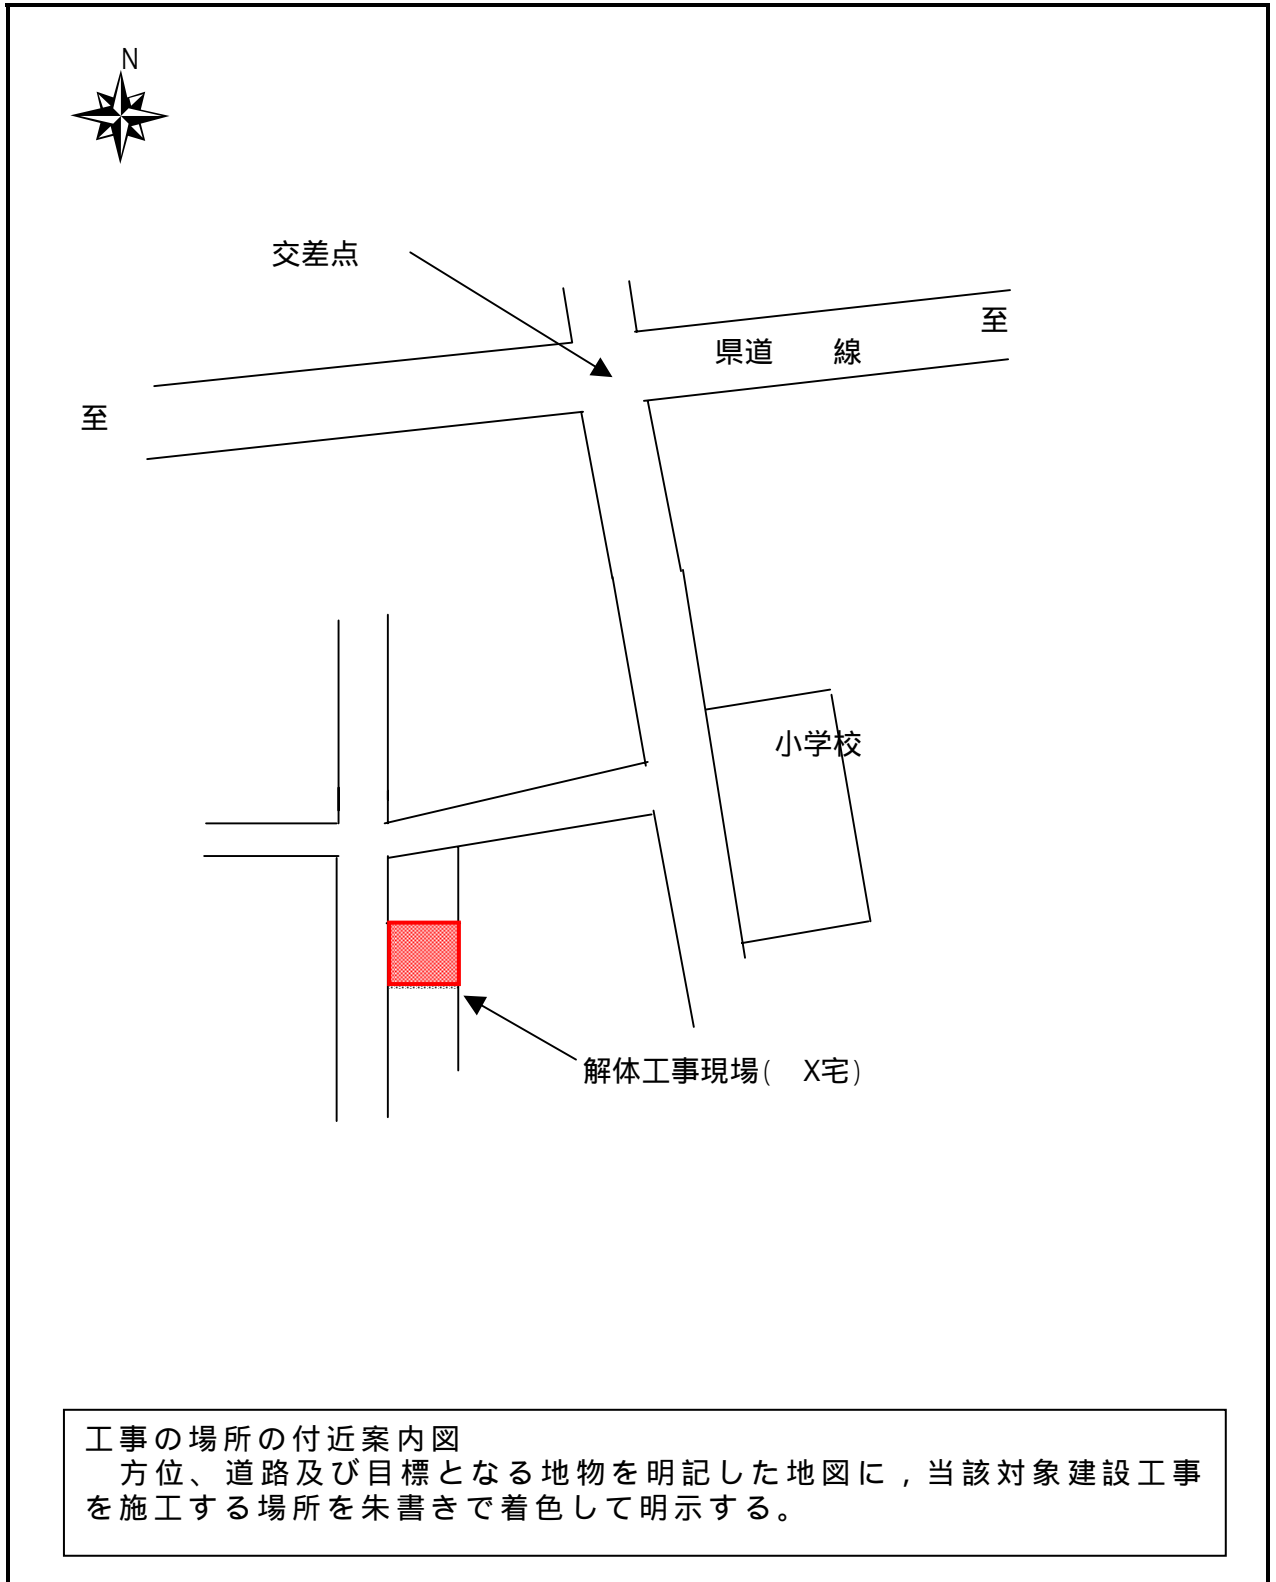 N
交差点
至
県道　　線
至
小学校
解体工事現場(　X宅)
工事の場所の付近案内図
　方位、道路及び目標となる地物を明記した地図に，当該対象建設工事
を施工する場所を朱書きで着色して明示する。